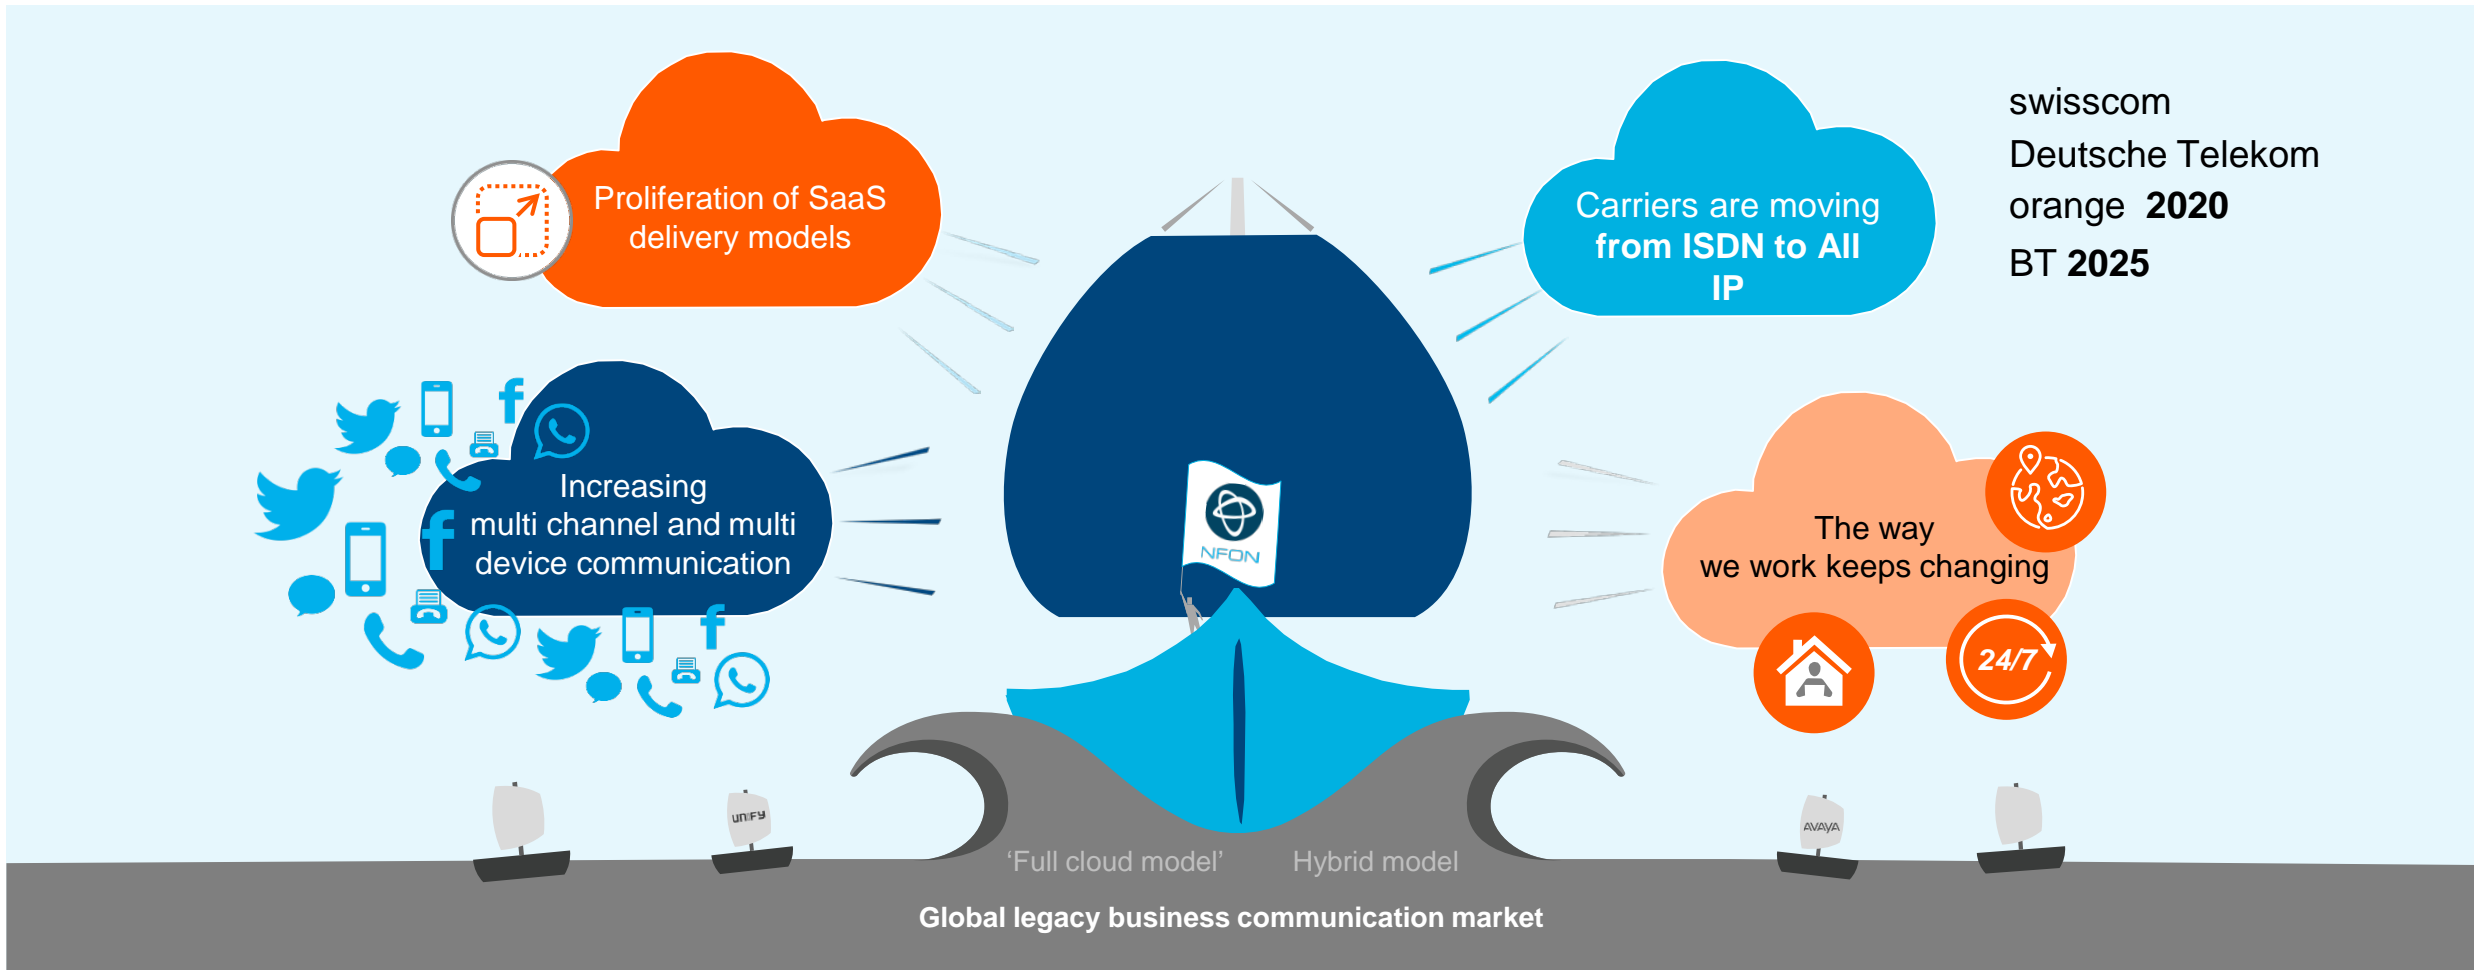 Proliferation of SaaS
delivery models
Carriers are moving
from ISDN to All
IP
swisscom
Deutsche Telekom
orange 2020
BT 2025
Increasing
multi channel and multi
device communication
NFON
The way
we work keeps changing
24/7
UNIFY
AVAYA
‘Full cloud model’
Hybrid model
Global legacy business communication market